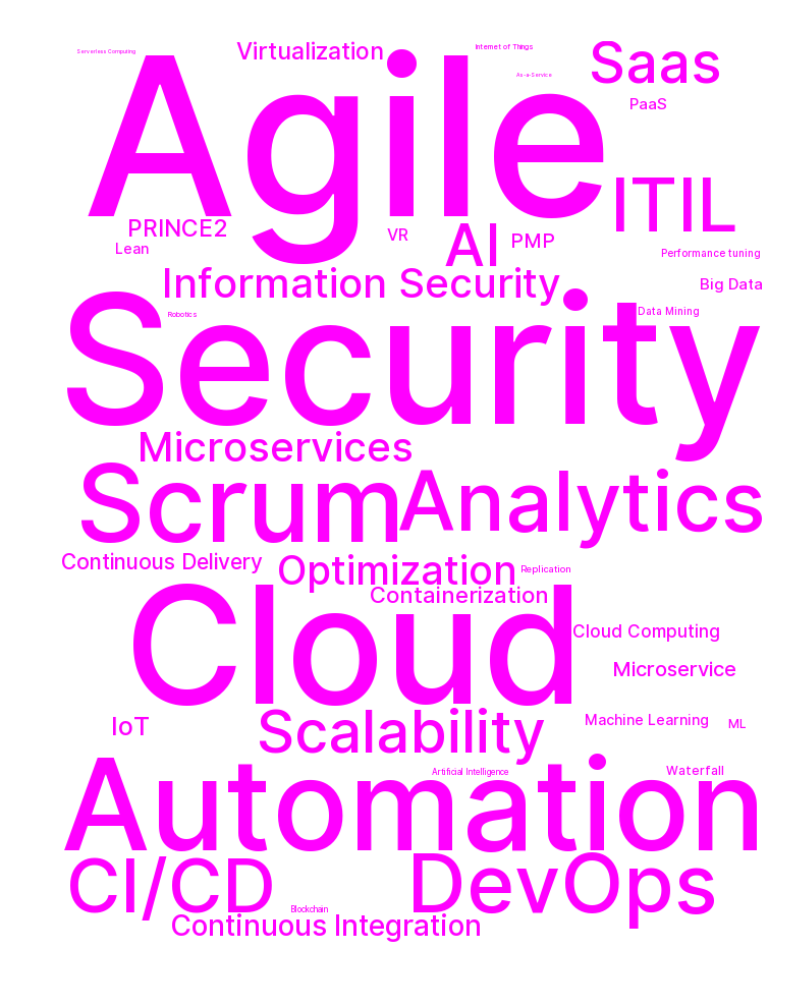 Serverless Computing
Virtualization
Internet of Things
Saas
As-a-Service
Agile
PaaS
ITIL
PRINCE2
Lean
VR
AI
PMP
Performance tuning
Information Security
Big Data
Robotics
Data Mining
Security
Microservices
Scrum
Analytics
Continuous Delivery
Optimization
Replication
Containerization
Cloud
Cloud Computing
Microservice
IoT
Scalability
Machine Learning
ML
Artificial Intelligence
Waterfall
Automation
CI/CD
DevOps
Blockchain
Continuous Integration